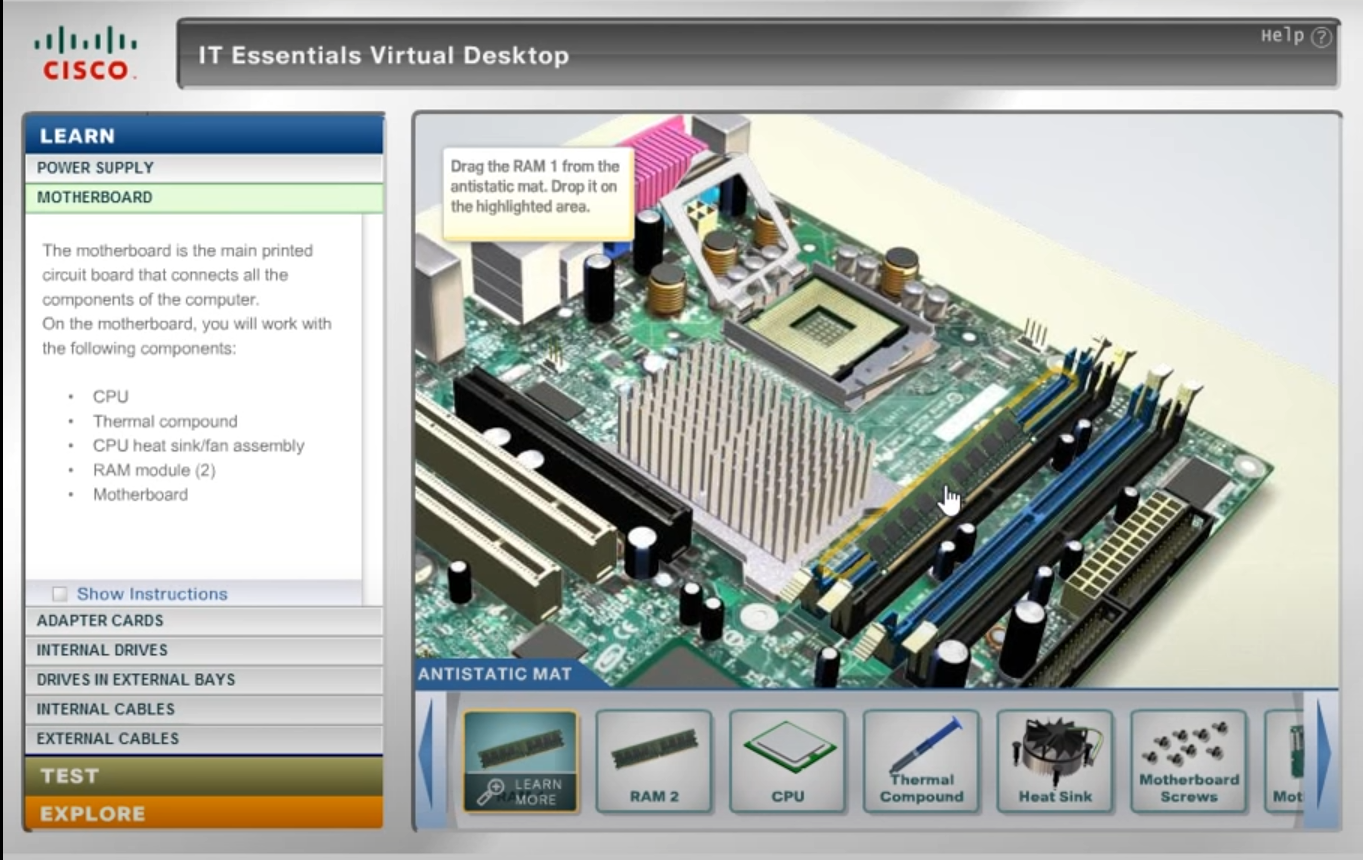 CISCO
IT Essentials Virtual Desktop
Help ?
LEARN
POWER SUPPLY
MOTHERBOARD
The motherboard is the main printed
circuit board that connects all the
components of the computer.
On the motherboard, you will work with
the following components:
• CPU
• Thermal compound
• CPU heat sink/fan assembly
• RAM module (2)
• Motherboard
Show Instructions
ADAPTER CARDS
INTERNAL DRIVES
DRIVES IN EXTERNAL BAYS
INTERNAL CABLES
EXTERNAL CABLES
TEST
EXPLORE
Drag the RAM 1 from the
antistatic mat. Drop it on
the highlighted area.
ANTISTATIC MAT
LEARN
MORE
RAM 2
CPU
Thermal
Compound
Heat Sink
Motherboard
Screws
Mot